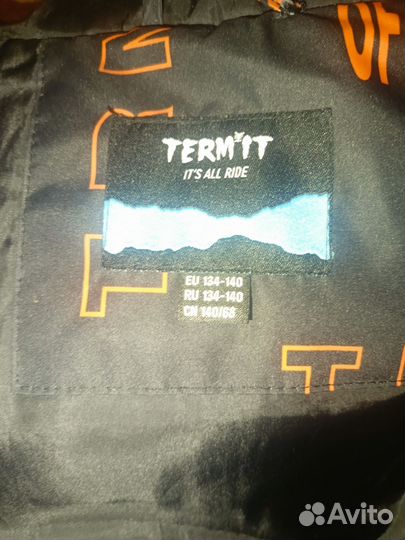 TERMIT
IT'S ALL RIDE
EU 134-140
RU 134-140
CN 140/68
Avito